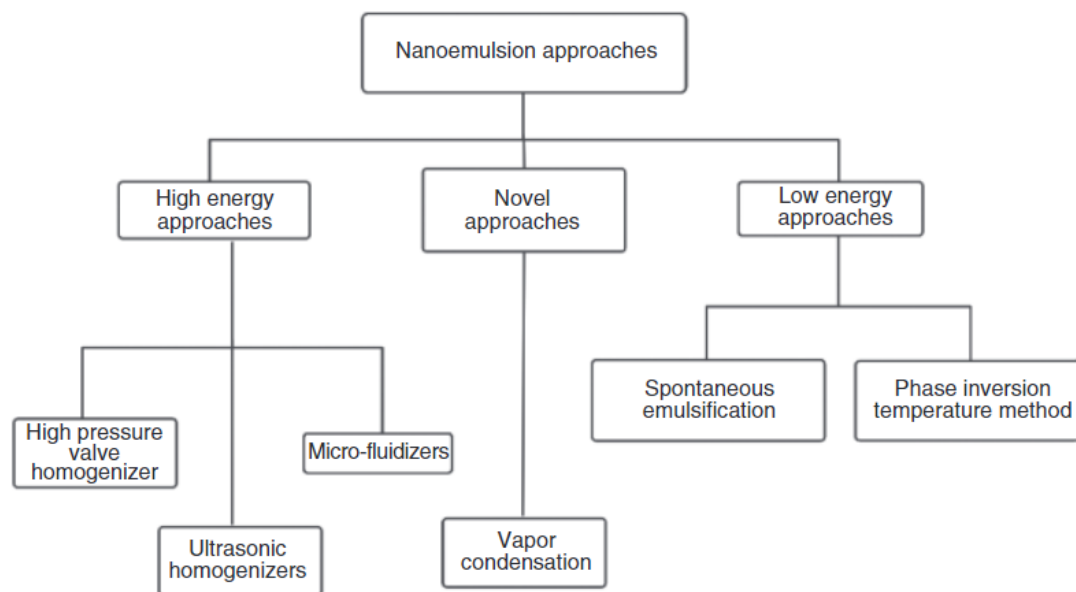 Nanoemulsion approaches
High energy
approaches
Novel
approaches
Low energy
approaches
High pressure
valve
homogenizer
Ultrasonic
homogenizers
Micro-fluidizers
Vapor
condensation
Spontaneous
emulsification
Phase inversion
temperature method